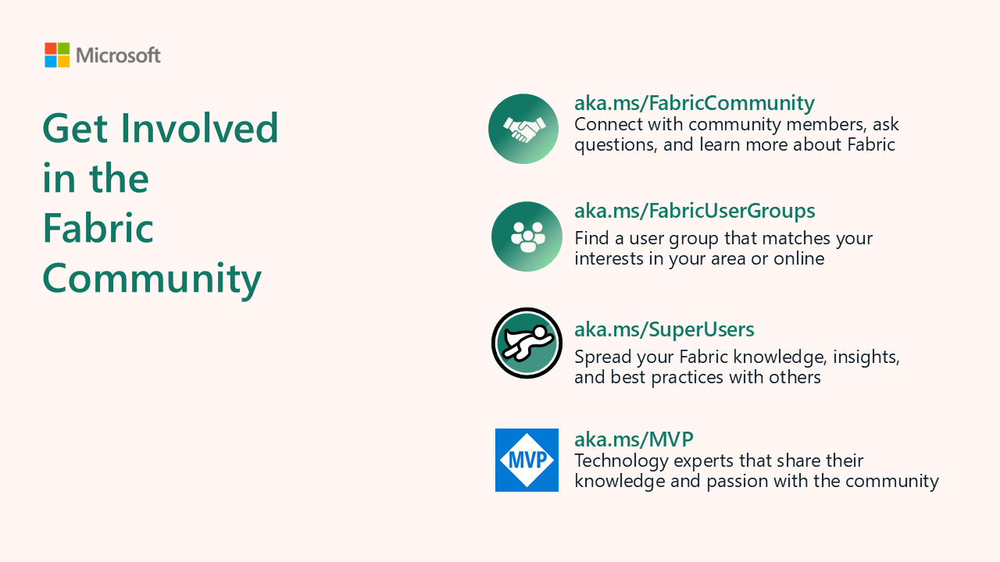 Microsoft
Get Involved
in the
Fabric
Community
aka.ms/FabricCommunity
Connect with community members, ask
questions, and learn more about Fabric
aka.ms/FabricUserGroups
Find a user group that matches your
interests in your area or online
aka.ms/SuperUsers
Spread your Fabric knowledge, insights,
and best practices with others
MVP
aka.ms/MVP
Technology experts that share their
knowledge and passion with the community